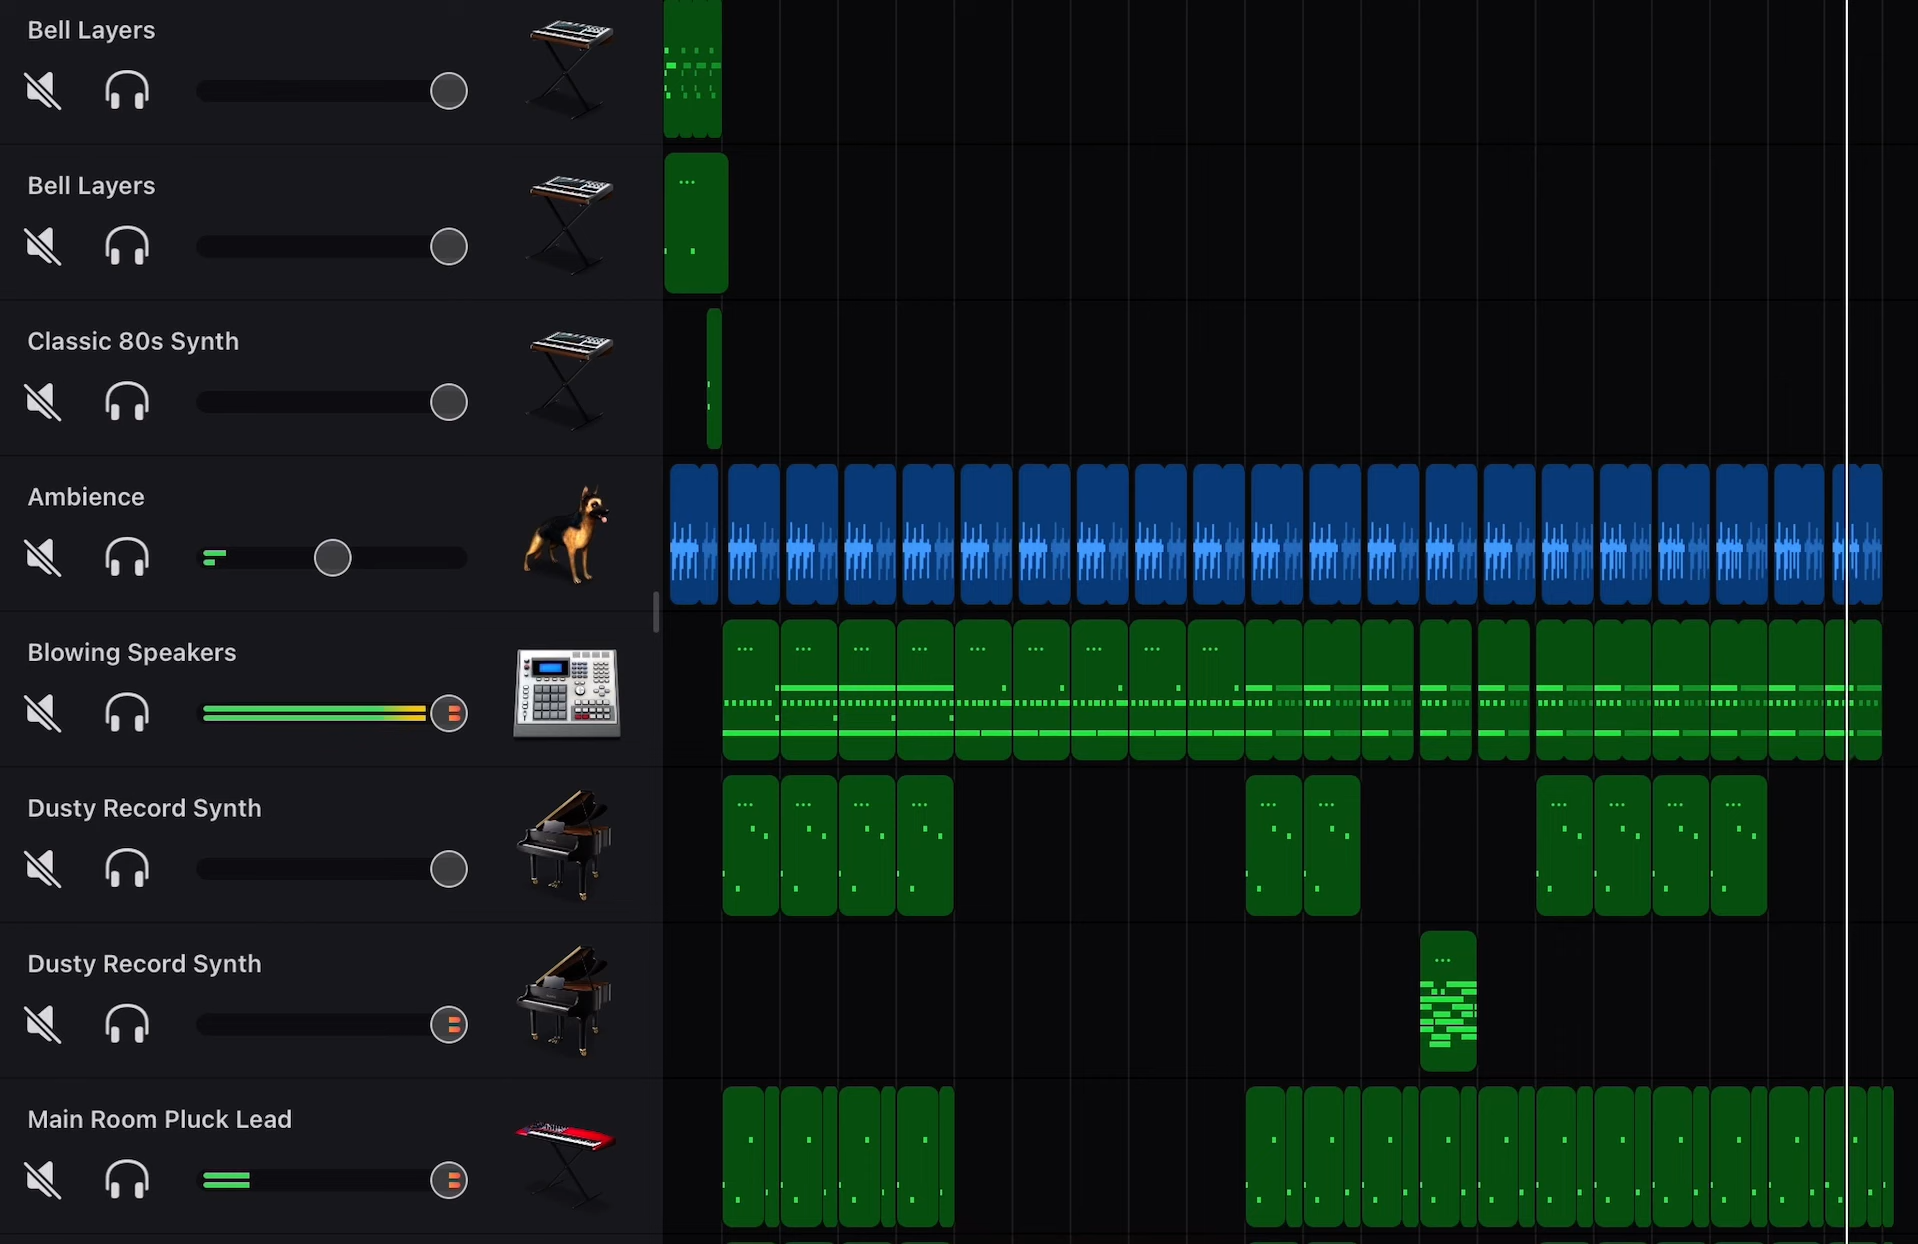 Bell Layers
Bell Layers
Classic 80s Synth
Ambience
Blowing Speakers
Dusty Record Synth
Dusty Record Synth
Main Room Pluck Lead